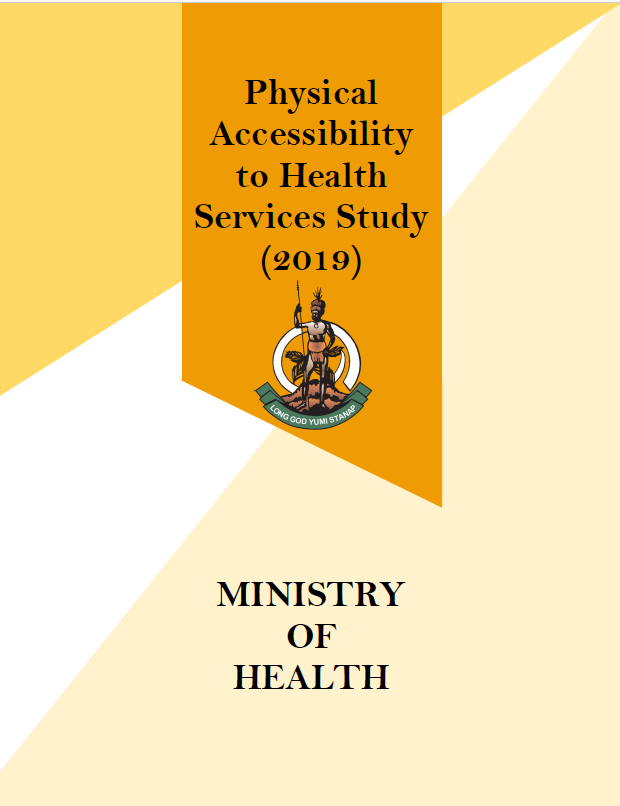 Physical
Accessibility
to Health
Services Study
(2019)
LONG GOD YUMI STANAP
MINISTRY
OF
HEALTH